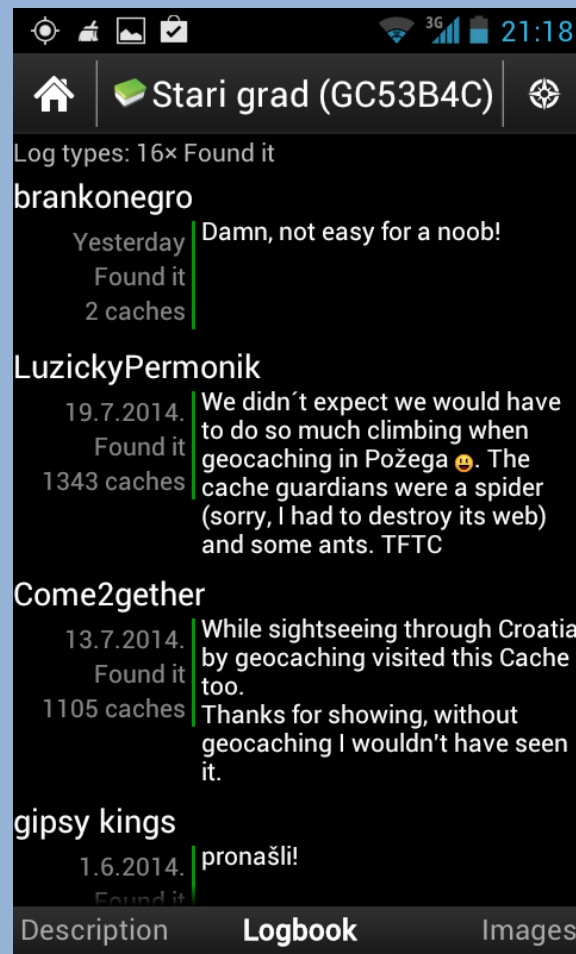 3G 21:18
Stari grad (GC53B4C)
Log types: 16× Found it
brankonegro
Yesterday
Found it
2 caches
Damn, not easy for a noob!
LuzickyPermonik
19.7.2014.
Found it
1343 caches
We didn´t expect we would have
to do so much climbing when
geocaching in Požega 😀. The
cache guardians were a spider
(sorry, I had to destroy its web)
and some ants. TFTC
Come2gether
13.7.2014.
Found it
1105 caches
While sightseeing through Croatia
by geocaching visited this Cache
too.
Thanks for showing, without
geocaching I wouldn't have seen
it.
gipsy kings
1.6.2014.
Found it
pronašli!
Description Logbook Images